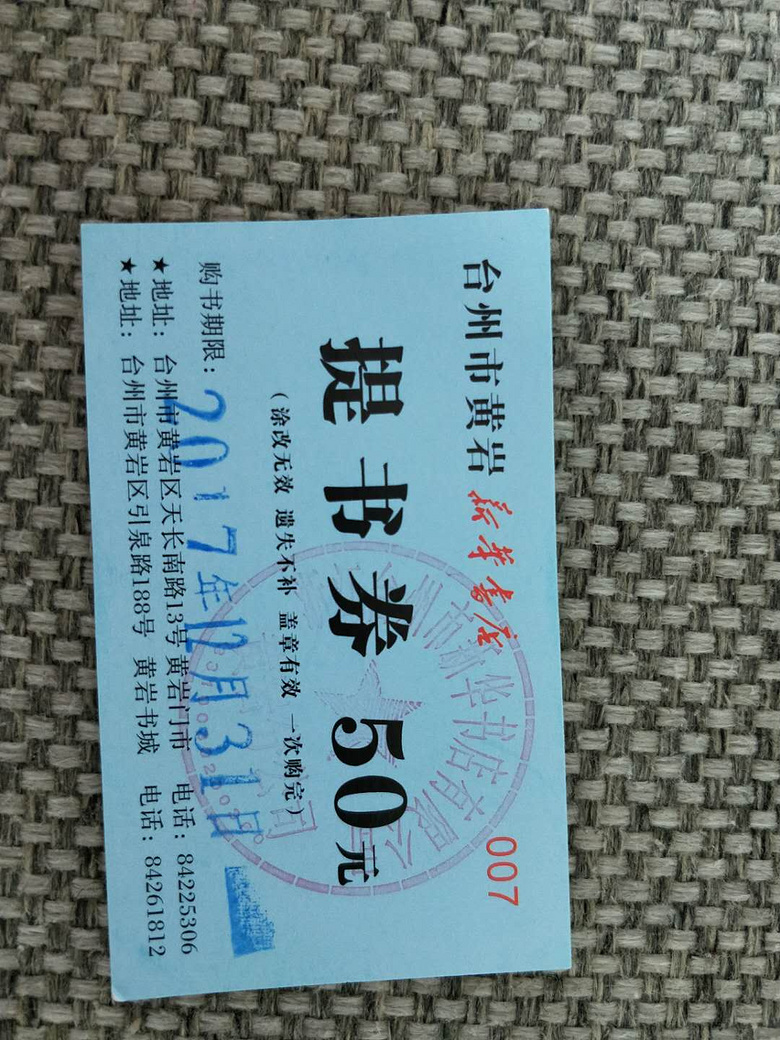 台州市黄岩新华书店
007
提书券 50元
(涂改无效 遗失不补 盖章有效 一次购完)
购书期限：2017年12月31日
★地址：台州市黄岩区天长南路13号 黄岩门市 电话：84225306
★地址：台州市黄岩区引泉路188号 黄岩书城 电话：84261812